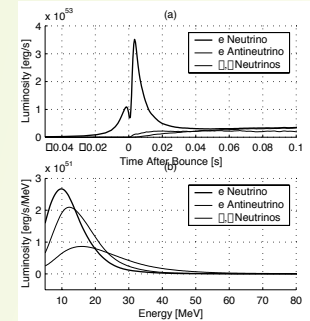 (a)
x 10^53
Luminosity [erg/s]
4
3
2
1
0
e Neutrino
e Antineutrino
□,□ Neutrinos
□0.04 □0.02 0 0.02 0.04 0.06 0.08 0.1
Time After Bounce [s]
(b)
x 10^51
Luminosity [erg/s/MeV]
3
2
1
0
e Neutrino
e Antineutrino
□,□ Neutrinos
10 20 30 40 50 60 70 80
Energy [MeV]